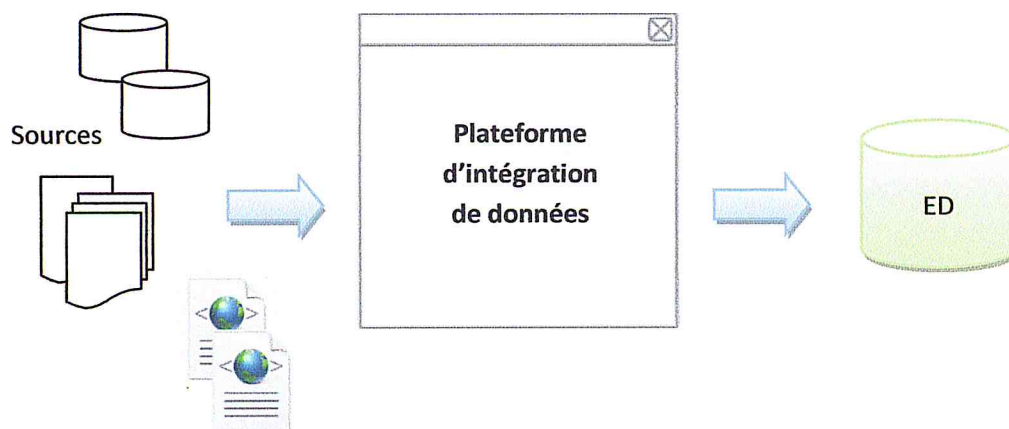 Sources
Plateforme
d'intégration
de données
ED